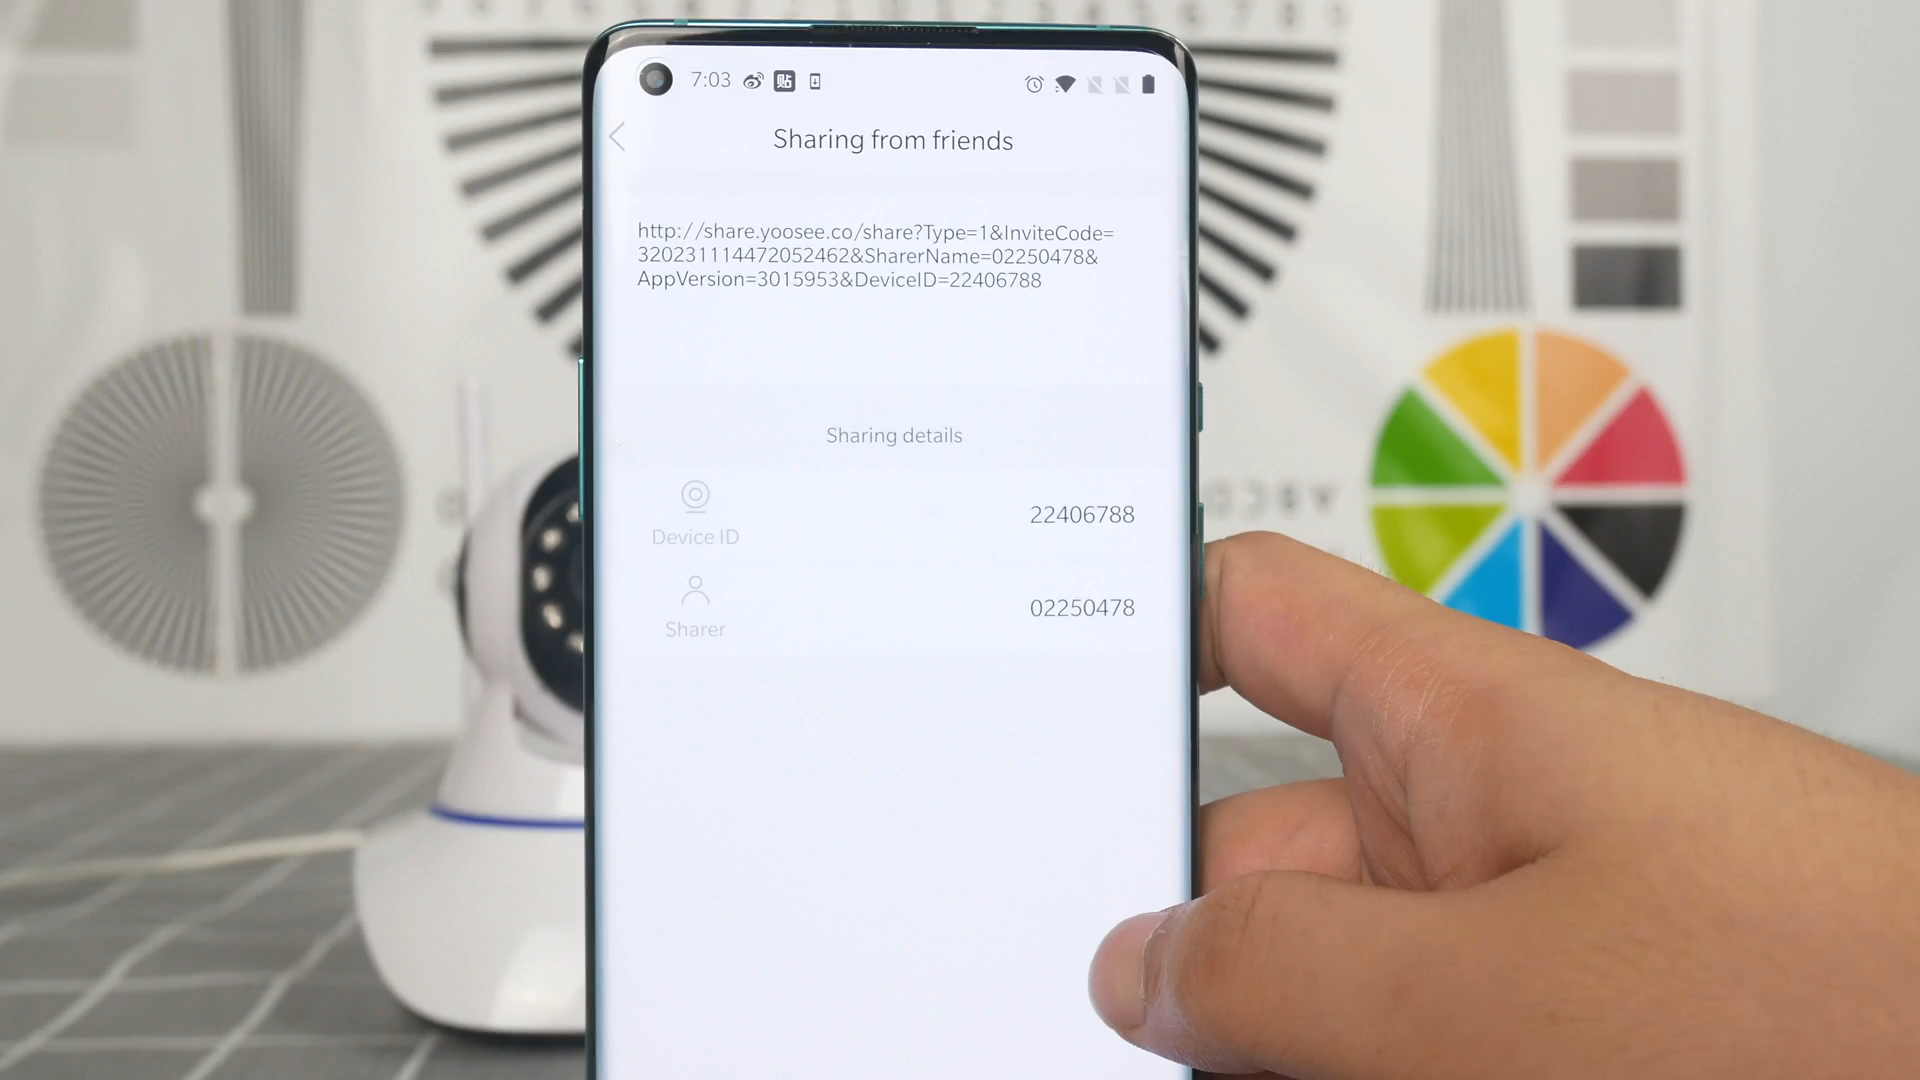 7:03
贴
Sharing from friends
http://share.yoosee.co/share?Type=1&InviteCode=
320231114472052462&SharerName=02250478&
AppVersion=3015953&DeviceID=22406788
Sharing details
22406788
Device ID
02250478
Sharer